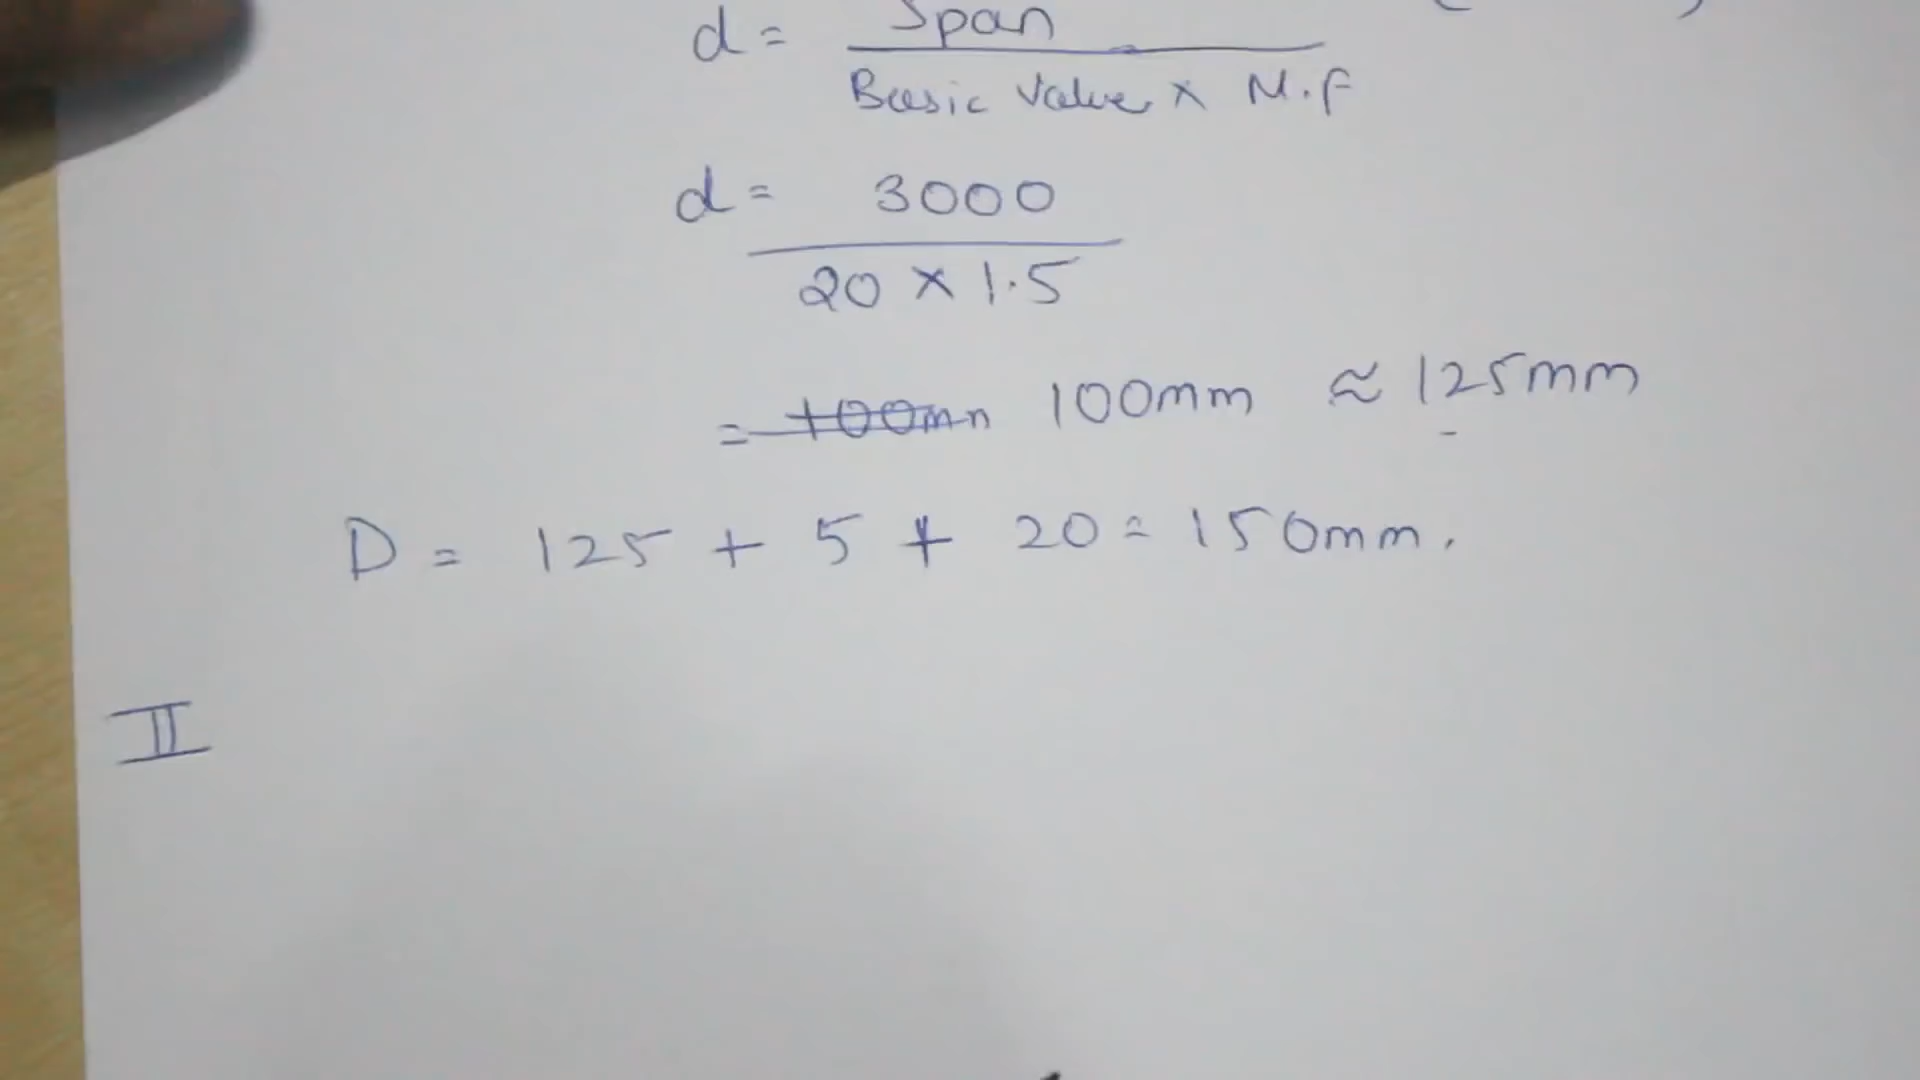 d = Span
Basic Value × M.F
d = 3000
20 × 1.5
= 100mm 100mm ≈ 125mm
D = 125 + 5 + 20 = 150mm.
II